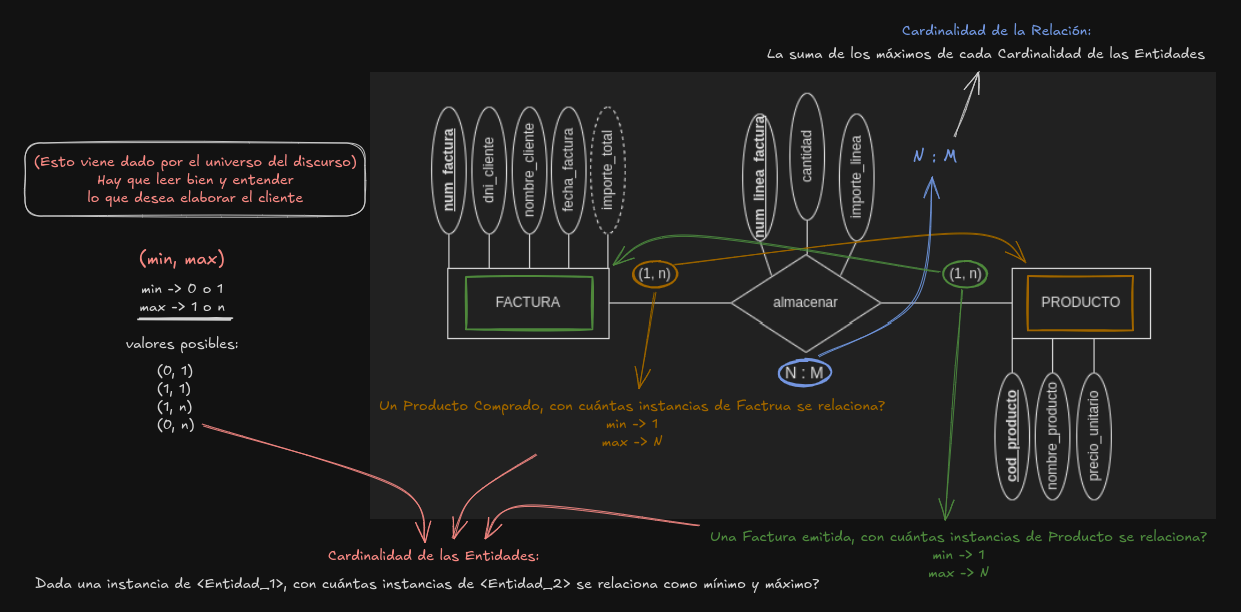 Cardinalidad de la Relación:
La suma de los máximos de cada Cardinalidad de las Entidades
N : M
(Esto viene dado por el universo del discurso)
Hay que leer bien y entender
lo que desea elaborar el cliente
(min, max)
min -> 0 o 1
max -> 1 o n
valores posibles:
(0, 1)
(1, 1)
(1, n)
(0, n)
num_factura
dni_cliente
nombre_cliente
fecha_factura
importe_total
num_linea_factura
cantidad
importe_linea
FACTURA
(1, n)
almacenar
(1, n)
PRODUCTO
N : M
cod_producto
nombre_producto
precio_unitario
Un Producto Comprado, con cuántas instancias de Factrua se relaciona?
min -> 1
max -> N
Una Factura emitida, con cuántas instancias de Producto se relaciona?
min -> 1
max -> N
Cardinalidad de las Entidades:
Dada una instancia de <Entidad_1>, con cuántas instancias de <Entidad_2> se relaciona como mínimo y máximo?